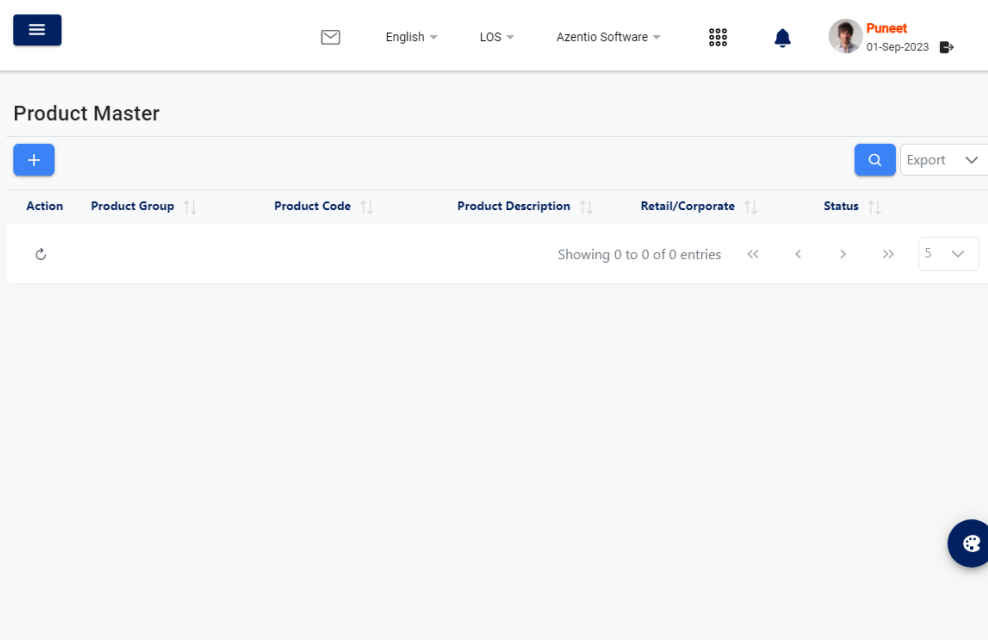 English LOS Azentio Software Puneet
01-Sep-2023
Product Master
Export
Action Product Group Product Code Product Description Retail/Corporate Status
Showing 0 to 0 of 0 entries 5